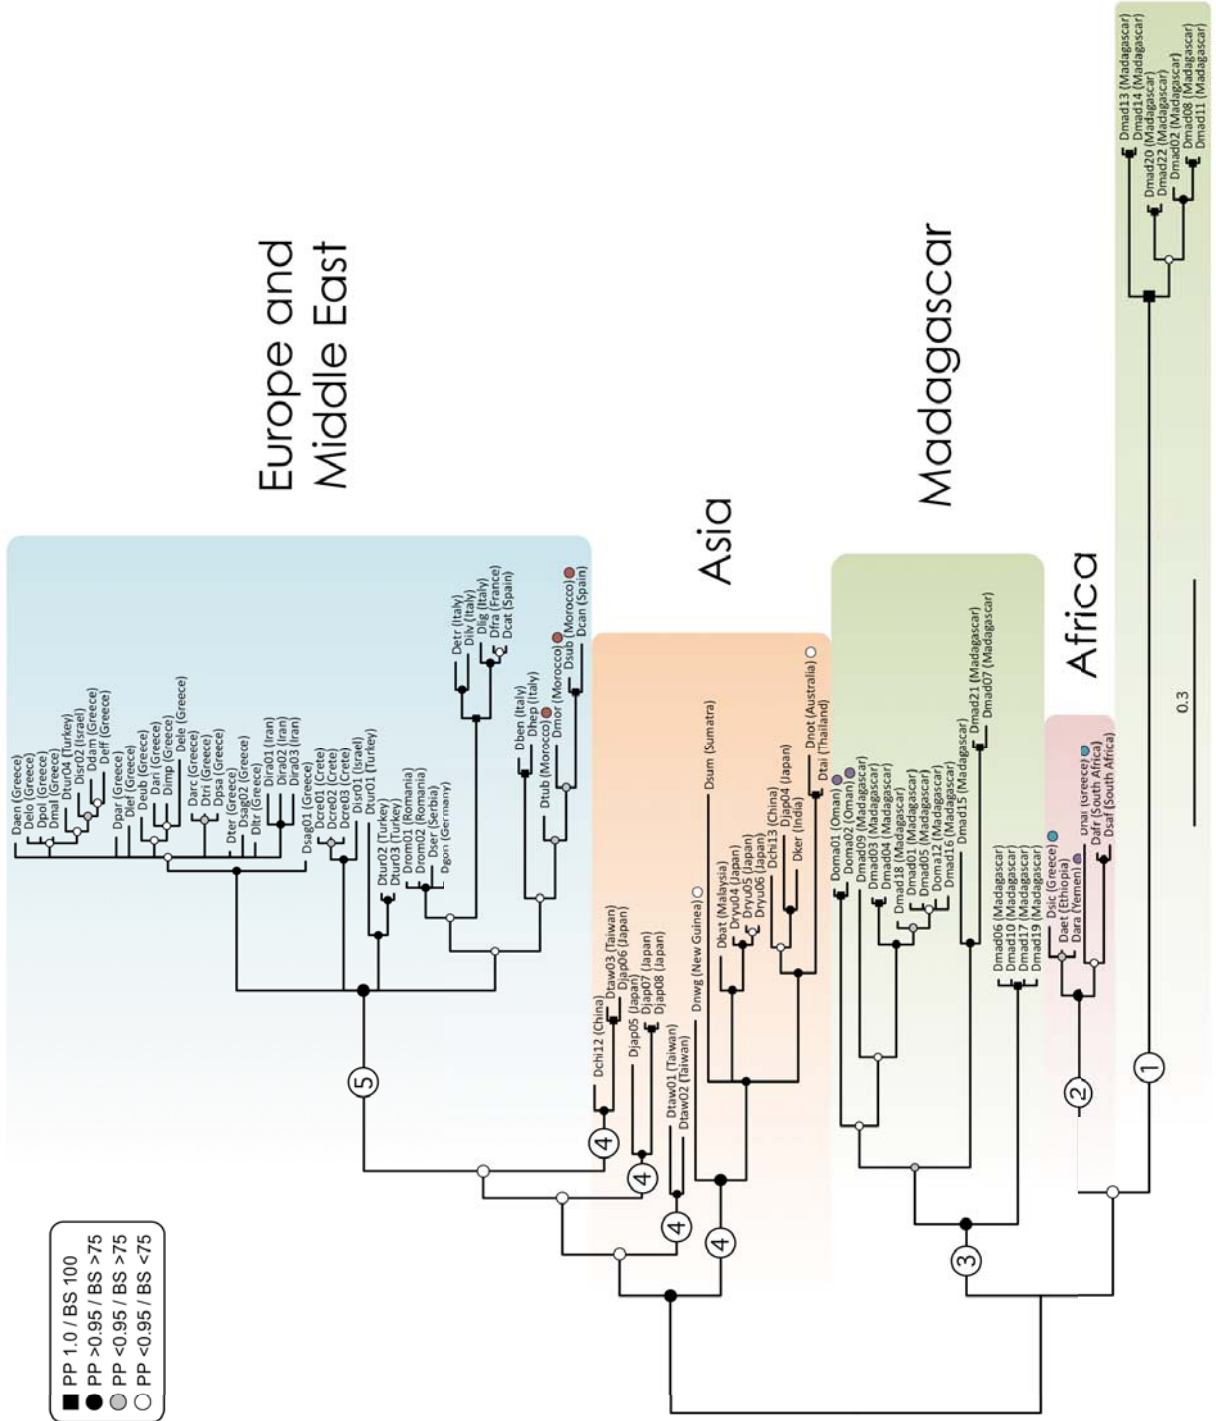 PP 1.0 / BS 100
PP >0.95 / BS >75
PP <0.95 / BS >75
PP <0.95 / BS <75
Europe and
Middle East
Daen (Greece)
Delo (Greece)
Dpol (Greece)
Dmal (Greece)
Dtur04 (Turkey)
Disr02 (Israel)
Ddam (Greece)
Deff (Greece)
Dpar (Greece)
Dlef (Greece)
Deub (Greece)
Dari (Greece)
Dimp (Greece)
Dele (Greece)
Darc (Greece)
Dtri (Greece)
Dpsa (Greece)
Dter (Greece)
Dsag02 (Greece)
Dltr (Greece)
Dira01 (Iran)
Dira02 (Iran)
Dira03 (Iran)
Dsag01 (Greece)
Dcre01 (Crete)
Dcre02 (Crete)
Dcre03 (Crete)
Disr01 (Israel)
Dtur01 (Turkey)
Dtur02 (Turkey)
Dtur03 (Turkey)
Drom01 (Romania)
Drom02 (Romania)
Dser (Serbia)
Dgon (Germany)
Detr (Italy)
Dilv (Italy)
Dlig (Italy)
Dfra (France)
Dcat (Spain)
Dben (Italy)
Dhep (Italy)
Dtub (Morocco)
Dmor (Morocco)
Dsub (Morocco)
Dcan (Spain)
5
Asia
Dchi12 (China)
Dtaw03 (Taiwan)
Djap06 (Japan)
4
Djap05 (Japan)
Djap07 (Japan)
Djap08 (Japan)
4
Dtaw01 (Taiwan)
Dtaw02 (Taiwan)
4
Dnwg (New Guinea)
Dsum (Sumatra)
Dbat (Malaysia)
Dryu04 (Japan)
Dryu05 (Japan)
Dryu06 (Japan)
Dchi13 (China)
Djap04 (Japan)
Dker (India)
Dnot (Australia)
Dtai (Thailand)
4
Madagascar
Doma01 (Oman)
Doma02 (Oman)
Dmad09 (Madagascar)
Dmad03 (Madagascar)
Dmad04 (Madagascar)
Dmad18 (Madagascar)
Dmad01 (Madagascar)
Dmad05 (Madagascar)
Doma12 (Madagascar)
Dmad16 (Madagascar)
Dmad15 (Madagascar)
Dmad21 (Madagascar)
Dmad07 (Madagascar)
Dmad06 (Madagascar)
Dmad10 (Madagascar)
Dmad17 (Madagascar)
Dmad19 (Madagascar)
3
Africa
Dsic (Greece)
Daet (Ethiopia)
Dara (Yemen)
(Greece)
Dafr (South Africa)
Dsaf (South Africa)
2
Dmad13 (Madagascar)
Dmad14 (Madagascar)
Dmad20 (Madagascar)
Dmad22 (Madagascar)
Dmad02 (Madagascar)
Dmad08 (Madagascar)
Dmad11 (Madagascar)
1
0.3